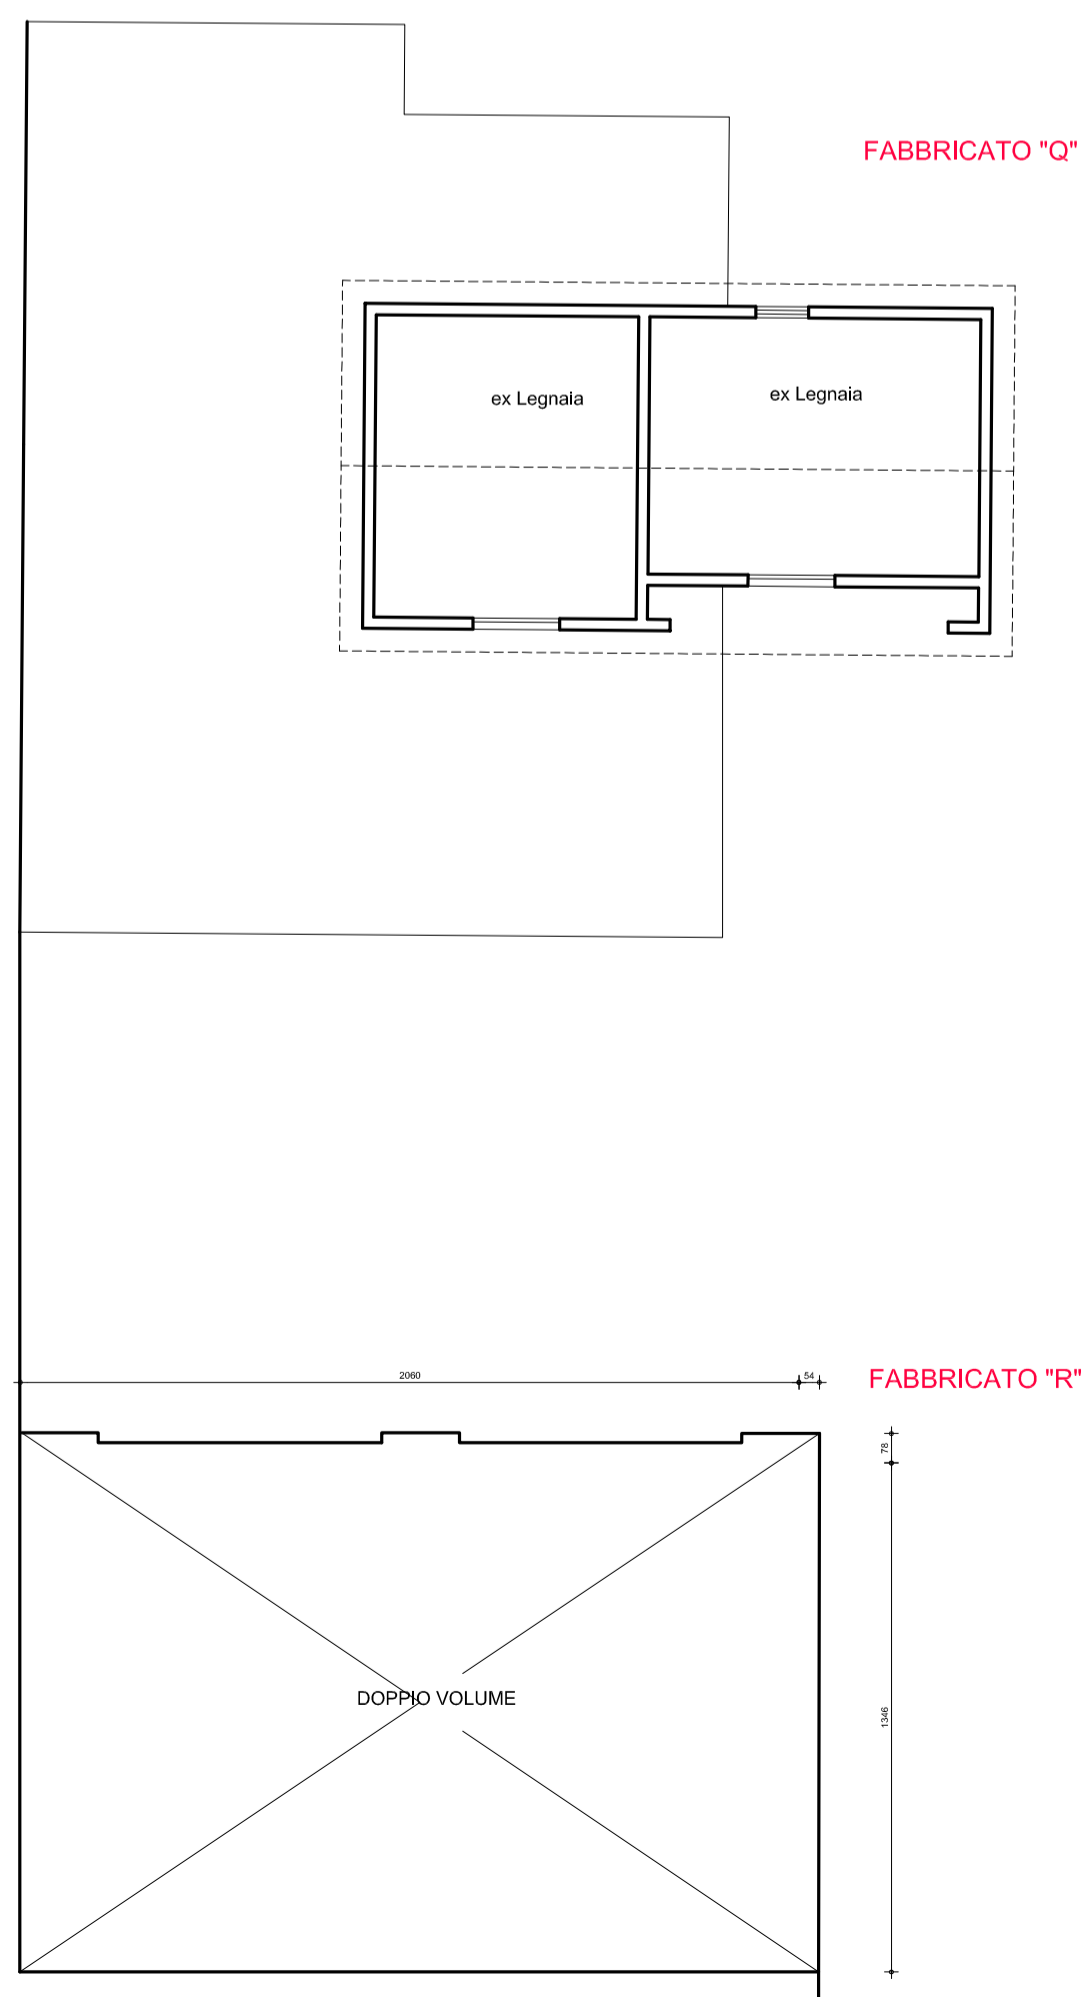 FABBRICATO "Q"
ex Legnaia
ex Legnaia
2060
54
FABBRICATO "R"
78
DOPPIO VOLUME
1346